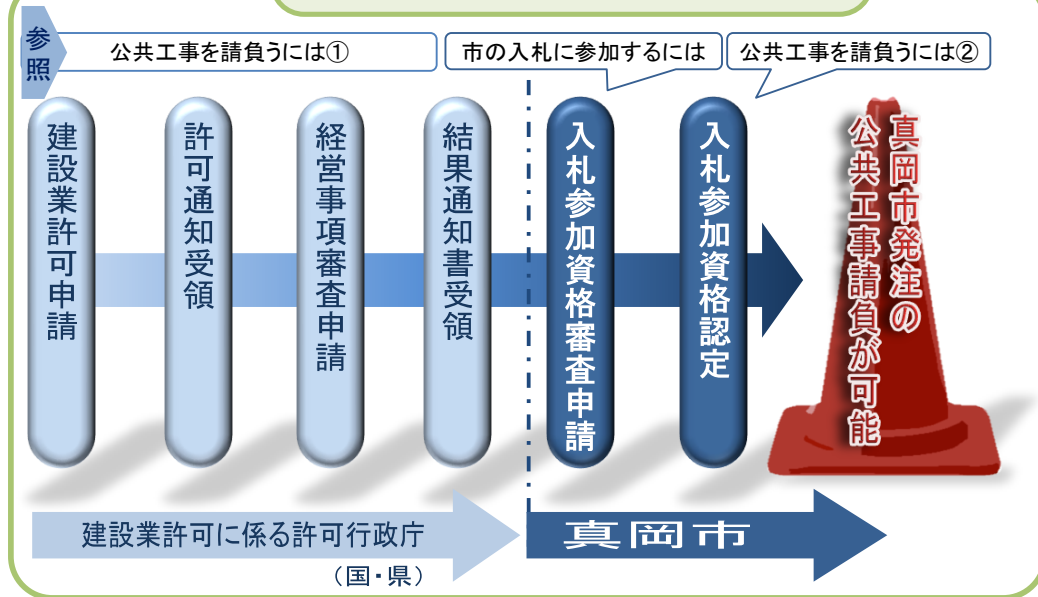 参照
公共工事を請負うには①
市の入札に参加するには
公共工事を請負うには②
建設業許可申請
許可通知受領
経営事項審査申請
結果通知書受領
入札参加資格審査申請
入札参加資格認定
真岡市発注の
公共工事請負が可能
建設業許可に係る許可行政庁
（国・県）
真岡市